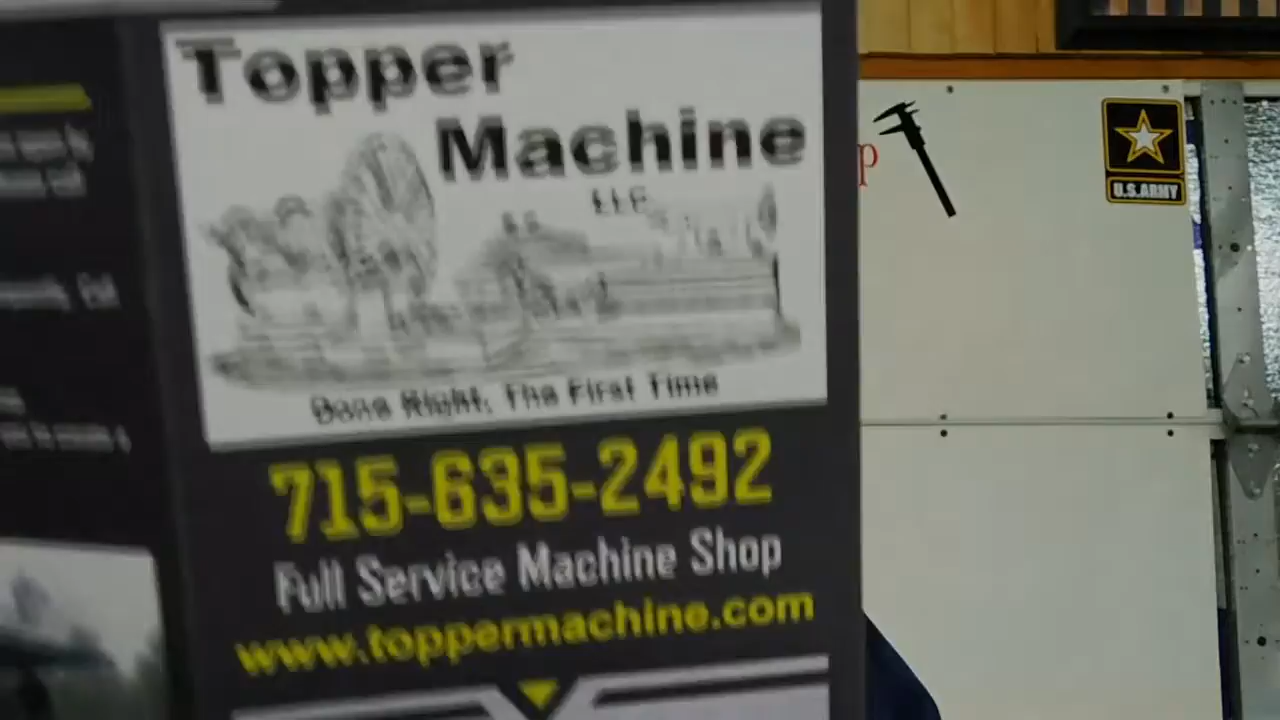 Topper
Machine
LLC
Done Right, The First Time
715-635-2492
Full Service Machine Shop
www.toppermachine.com
p
U.S.ARMY